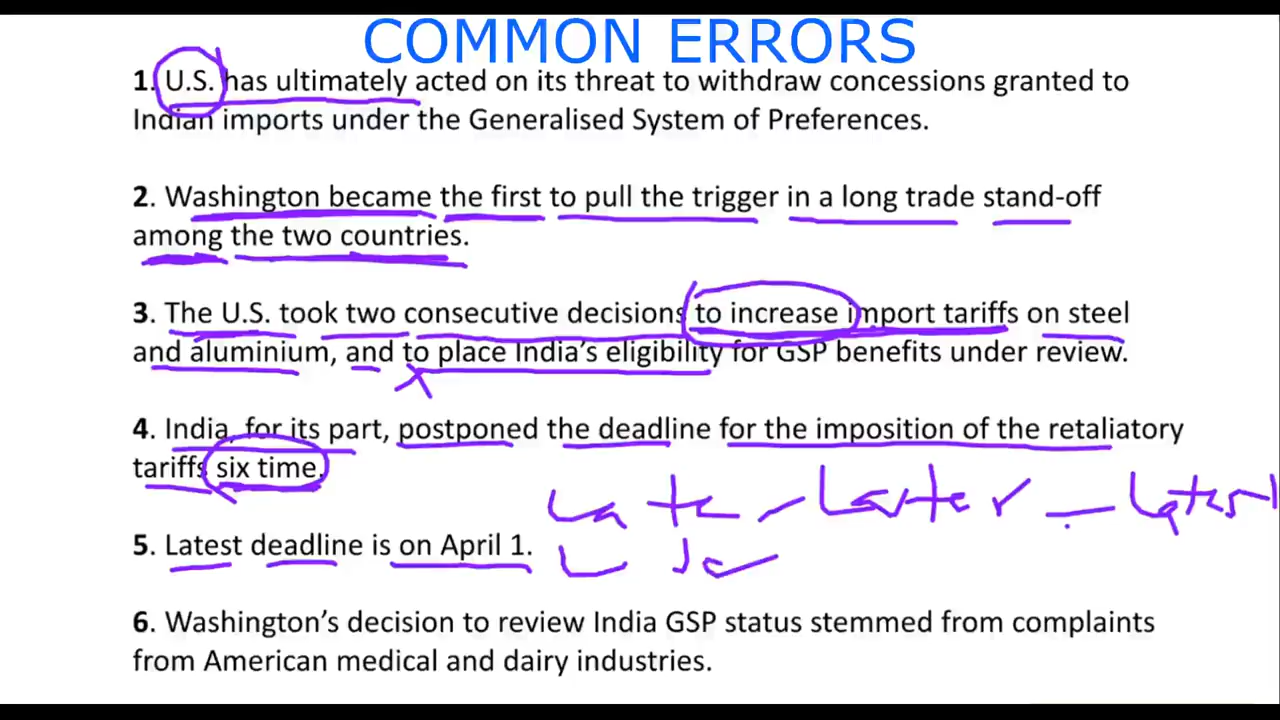 COMMON ERRORS
1. U.S. has ultimately acted on its threat to withdraw concessions granted to
Indian imports under the Generalised System of Preferences.
2. Washington became the first to pull the trigger in a long trade stand-off
among the two countries.
3. The U.S. took two consecutive decisions to increase import tariffs on steel
and aluminium, and to place India’s eligibility for GSP benefits under review.
4. India, for its part, postponed the deadline for the imposition of the retaliatory
tariffs six time.
Late - Later -
5. Latest deadline is on April 1.
6. Washington’s decision to review India GSP status stemmed from complaints
from American medical and dairy industries.